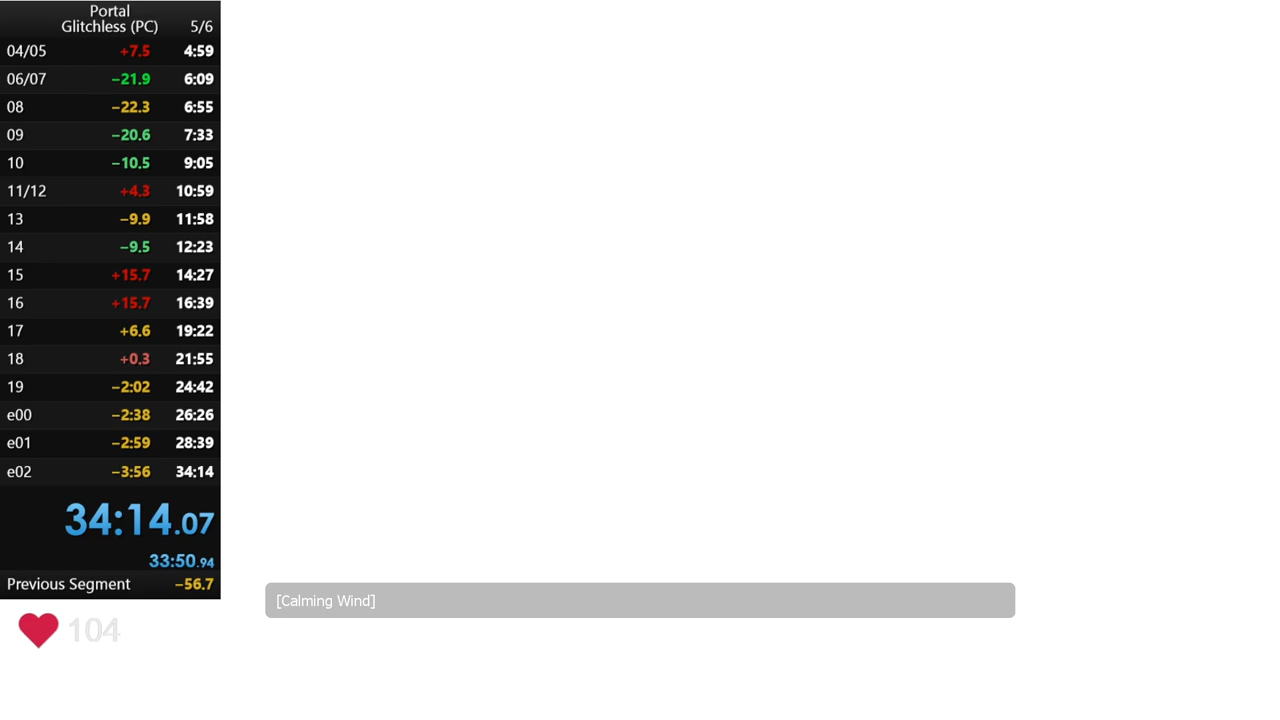 Portal
Glitchless (PC) 5/6
04/05 +7.5 4:59
06/07 −21.9 6:09
08 −22.3 6:55
09 −20.6 7:33
10 −10.5 9:05
11/12 +4.3 10:59
13 −9.9 11:58
14 −9.5 12:23
15 +15.7 14:27
16 +15.7 16:39
17 +6.6 19:22
18 +0.3 21:55
19 −2:02 24:42
e00 −2:38 26:26
e01 −2:59 28:39
e02 −3:56 34:14
34:14.07
33:50.94
Previous Segment −56.7
[Calming Wind]
104